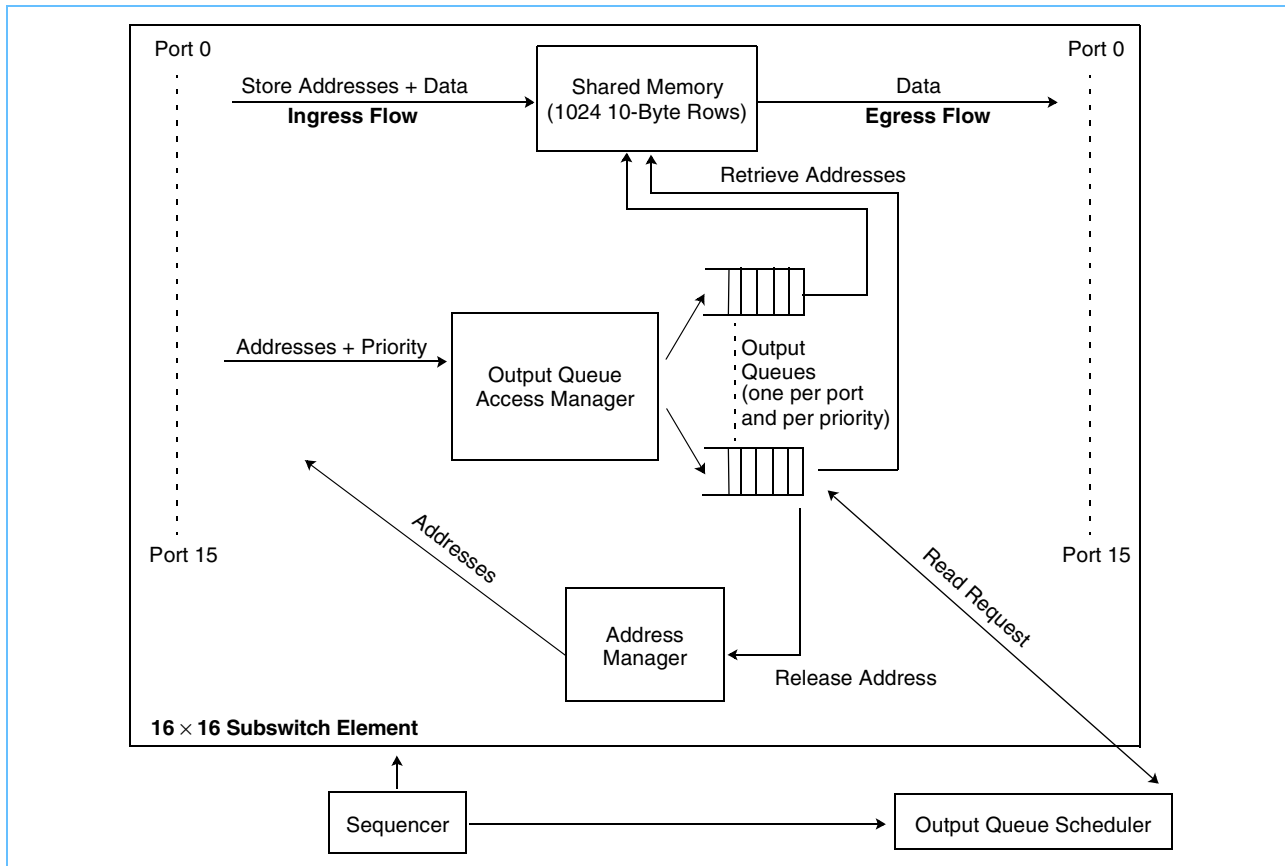 Port 0
Port 0
Store Addresses + Data
Ingress Flow
Shared Memory
(1024 10-Byte Rows)
Data
Egress Flow
Retrieve Addresses
Addresses + Priority
Output Queue
Access Manager
Output
Queues
(one per port
and per priority)
Addresses
Port 15
Port 15
Read Request
Address
Manager
Release Address
16 × 16 Subswitch Element
Sequencer
Output Queue Scheduler